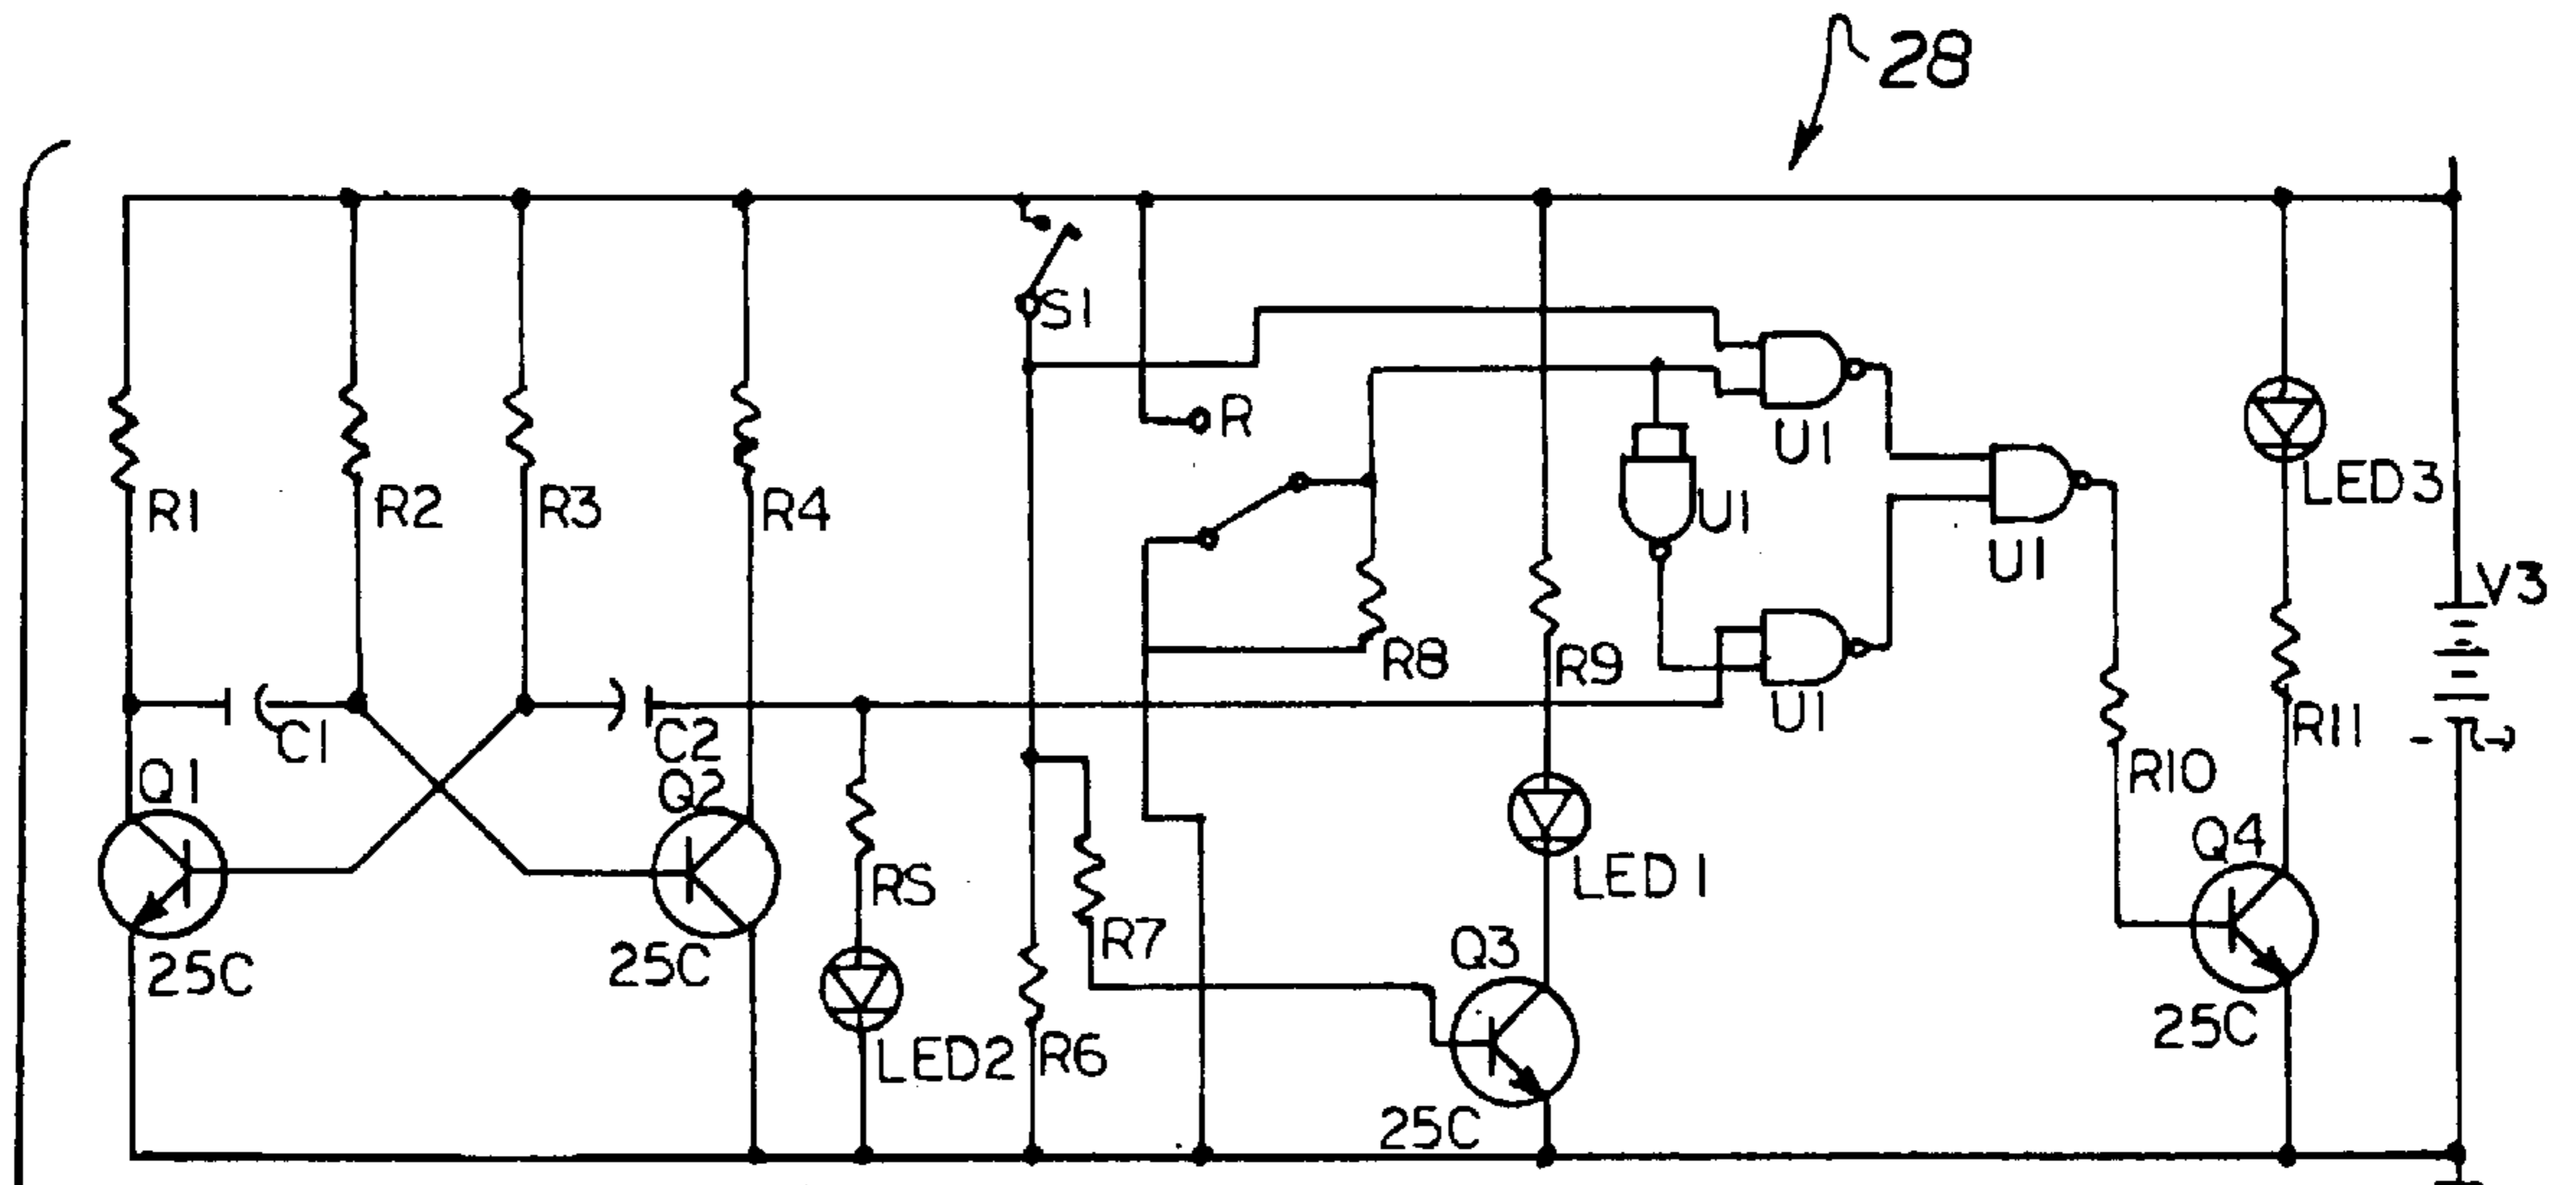 28
S1
R
U1
R1
R2
R3
R4
U1
U1
LED3
V3
R8
R9
U1
R11
C1
C2
R10
Q1
Q2
RS
LED1
Q4
R7
Q3
25C
25C
LED2
R6
25C
25C